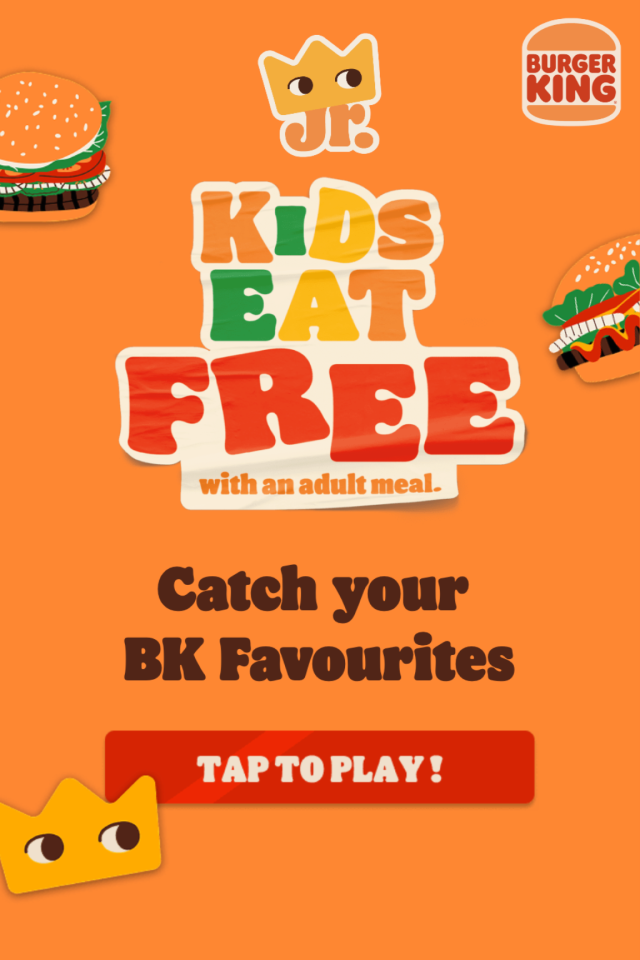 Jr.
BURGER
KING
KiDS
EAT
FREE
with an adult meal.
Catch your
BK Favourites
TAP TO PLAY!